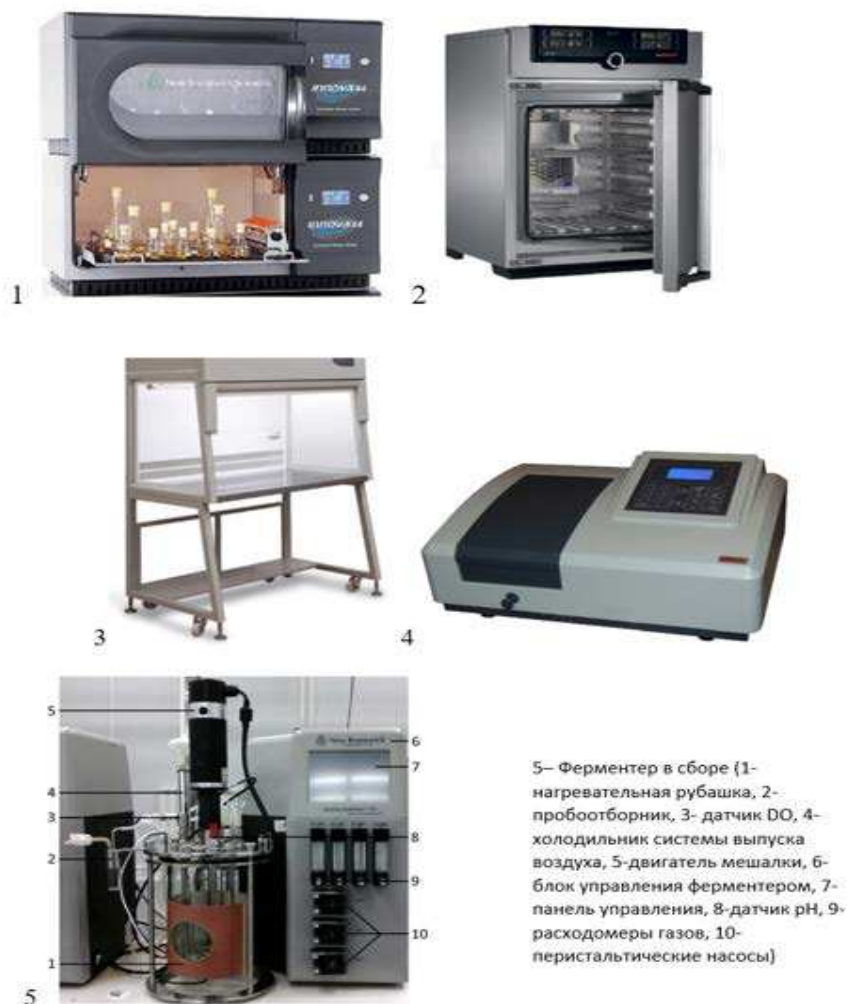 1
2
3
4
5
4
3
2
1
6
7
8
9
10
5
5– Ферментер в сборе (1-
нагревательная рубашка, 2-
пробоотборник, 3- датчик DO, 4-
холодильник системы выпуска
воздуха, 5-двигатель мешалки, 6-
блок управления ферментером, 7-
панель управления, 8-датчик pH, 9-
расходомеры газов, 10-
перистальтические насосы)